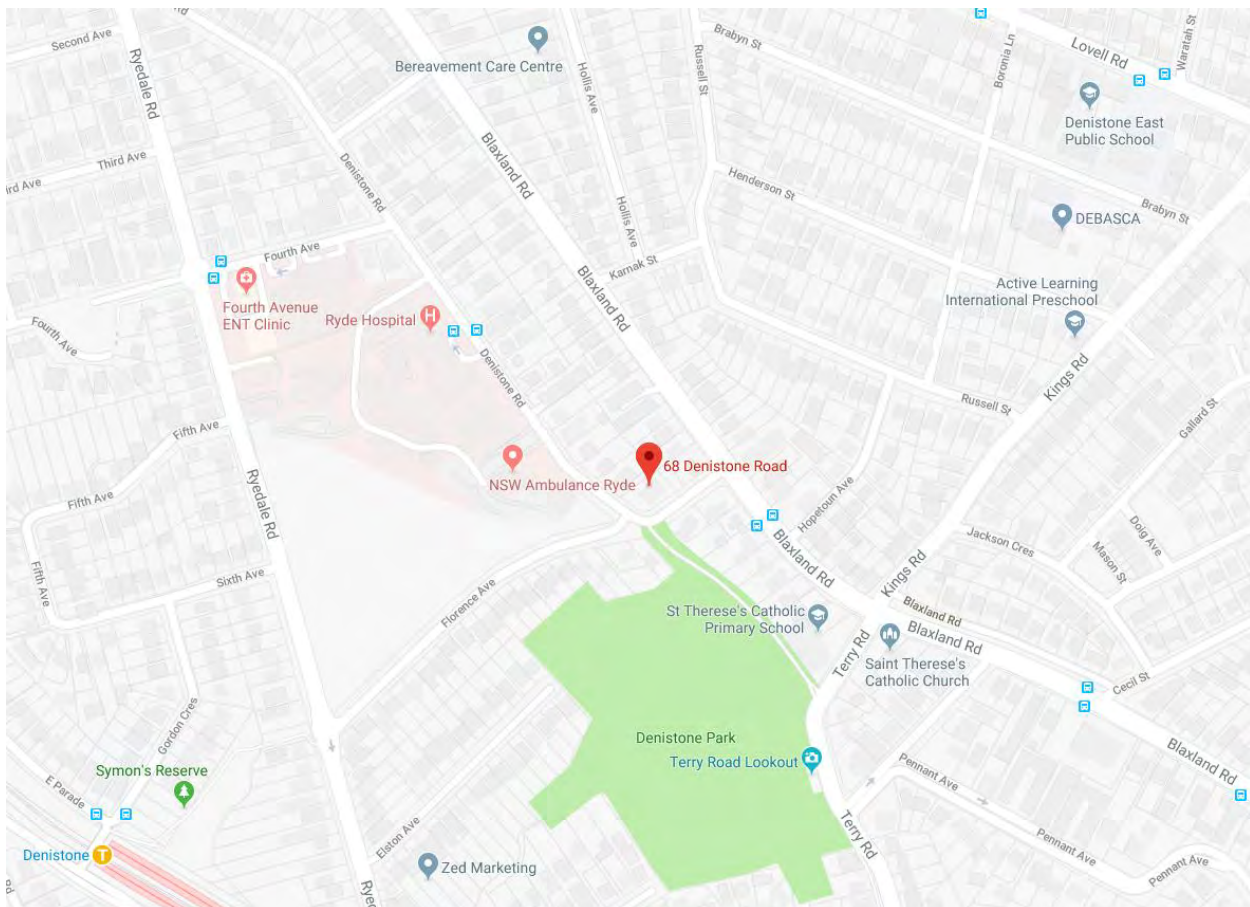 Second Ave
Ryedale Rd
Bereavement Care Centre
Hollis Ave
Russell St
Brabyn St
Boronia Ln
Lovell Rd
Waratah St
Denistone East
Public School
Third Ave
rd Ave
Denistone Rd
Blaxland Rd
Henderson St
Hollis Ave
Brabyn St
DEBASCA
Fourth Ave
Karnak St
Blaxland Rd
Active Learning
International Preschool
Fourth Avenue
ENT Clinic
Ryde Hospital
Fourth Ave
Denistone Rd
Kings Rd
Russell St
Gallard St
Fifth Ave
68 Denistone Road
NSW Ambulance Ryde
Fifth Ave
Ryedale Rd
Hopetoun Ave
Jackson Cres
Doig Ave
Mason St
Blaxland Rd
Kings Rd
Fifth Ave
Sixth Ave
Florence Ave
St Therese's Catholic
Primary School
Blaxland Rd
Blaxland Rd
Terry Rd
Saint Therese's
Catholic Church
Cecil St
Gordon Cres
Denistone Park
Terry Road Lookout
Blaxland Rd
Symon's Reserve
E Parade
Pennant Ave
Elston Ave
Terry Rd
Denistone
T
Zed Marketing
Pennant Ave
Pennant Ave
Rd
Rye